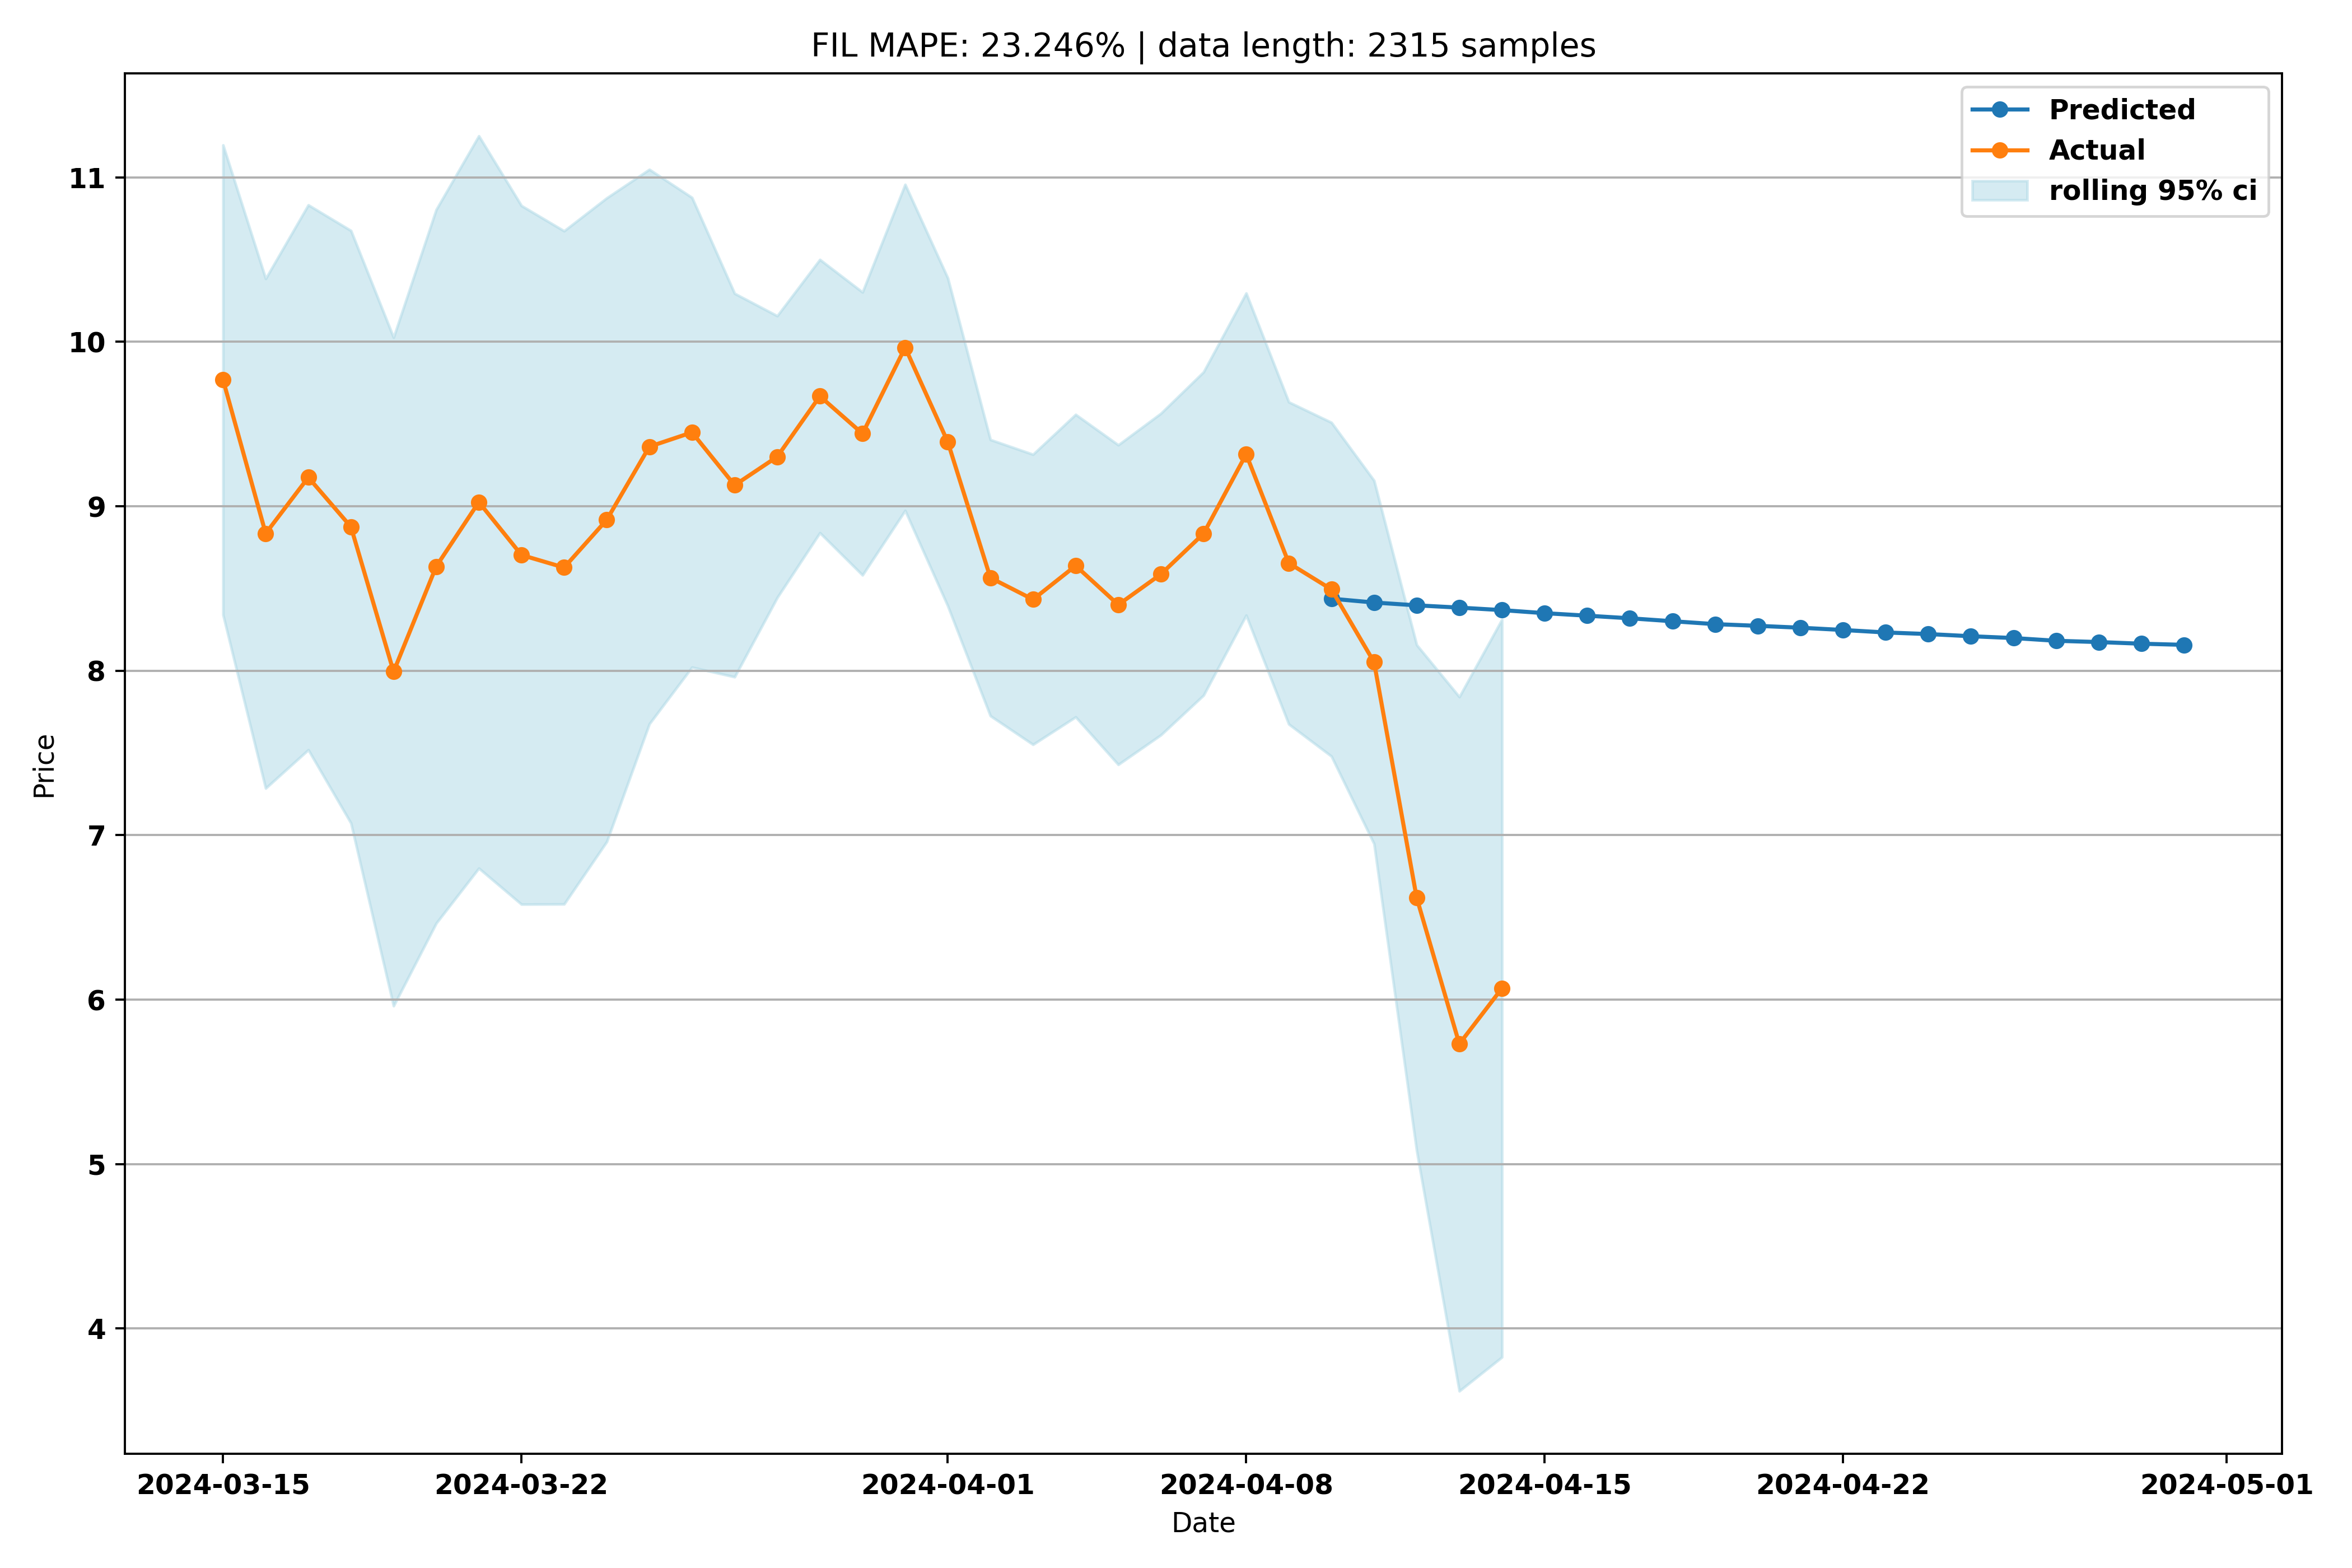 FIL MAPE: 23.246% | data length: 2315 samples
Predicted
Actual
rolling 95% ci
11
10
9
8
7
6
5
4
Price
2024-03-15
2024-03-22
2024-04-01
2024-04-08
2024-04-15
2024-04-22
2024-05-01
Date